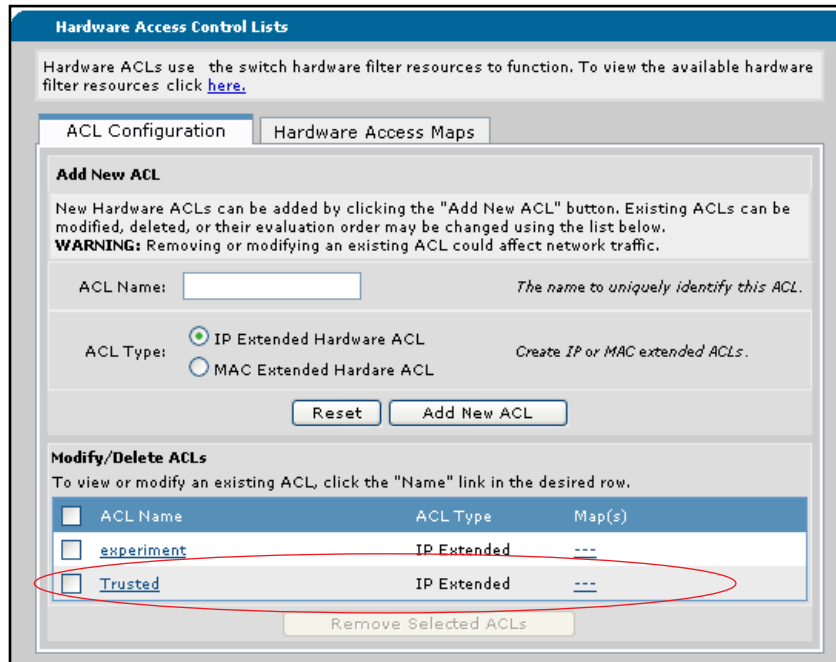 Hardware Access Control Lists
Hardware ACLs use the switch hardware filter resources to function. To view the available hardware
filter resources click here.
ACL Configuration
Hardware Access Maps
Add New ACL
New Hardware ACLs can be added by clicking the "Add New ACL" button. Existing ACLs can be
modified, deleted, or their evaluation order may be changed using the list below.
WARNING: Removing or modifying an existing ACL could affect network traffic.
ACL Name: The name to uniquely identify this ACL.
ACL Type: IP Extended Hardware ACL
MAC Extended Hardare ACL
Create IP or MAC extended ACLs.
Reset Add New ACL
Modify/Delete ACLs
To view or modify an existing ACL, click the "Name" link in the desired row.
ACL Name ACL Type Map(s)
experiment IP Extended ---
Trusted IP Extended ---
Remove Selected ACLs